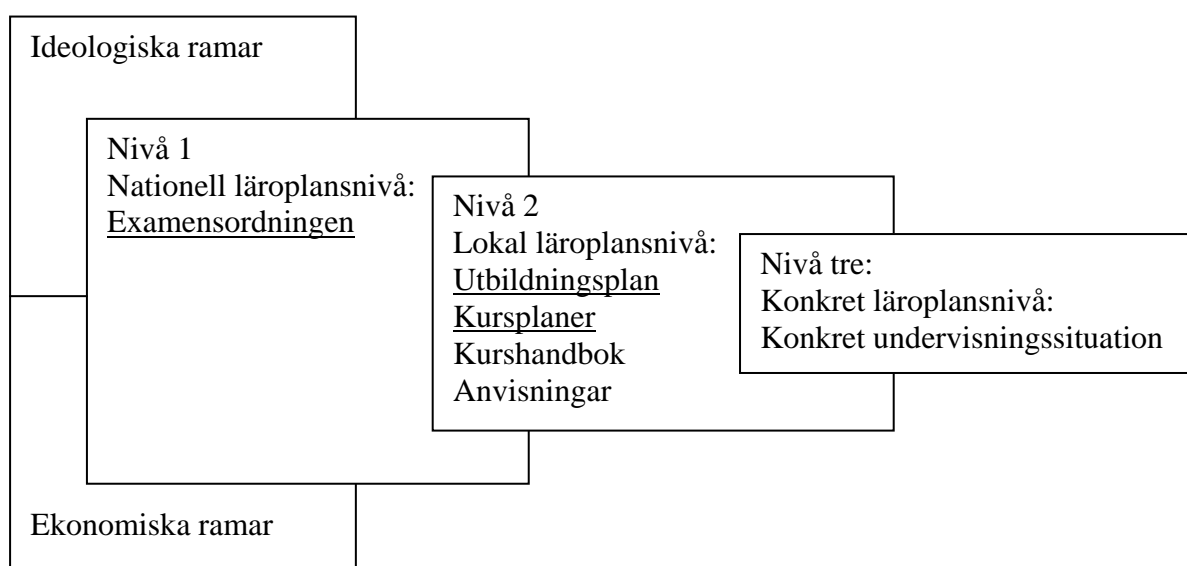 Ideologiska ramar
Nivå 1
Nationell läroplansnivå:
Examensordningen
Nivå 2
Lokal läroplansnivå:
Utbildningsplan
Kursplaner
Kurshandbok
Anvisningar
Nivå tre:
Konkret läroplansnivå:
Konkret undervisningssituation
Ekonomiska ramar